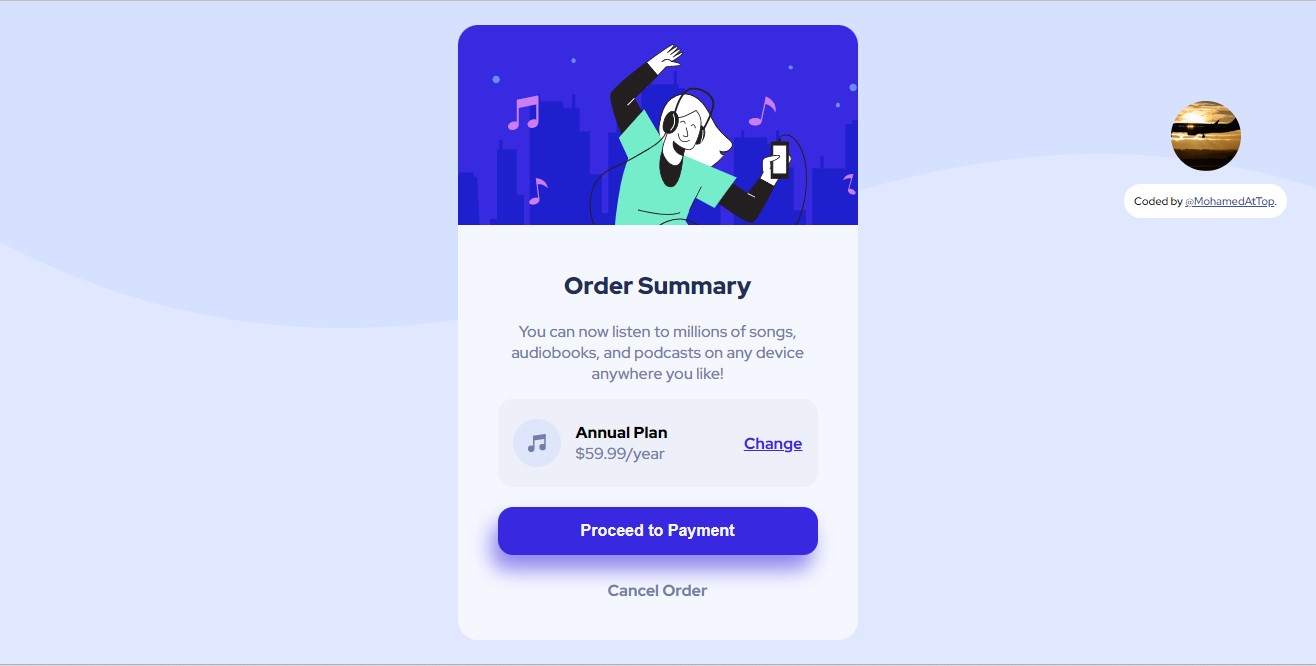 Order Summary
You can now listen to millions of songs,
audiobooks, and podcasts on any device
anywhere you like!
Annual Plan
$59.99/year
Change
Proceed to Payment
Cancel Order
Coded by @MohamedAtTop.